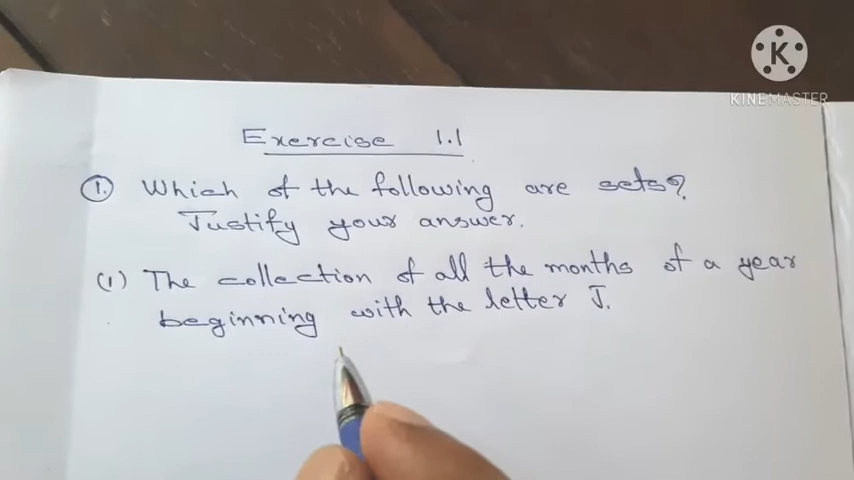 K
KINEMASTER
Exercise 1.1
1. Which of the following are sets?
Justify your answer.
(1) The collection of all the months of a year
beginning with the letter J.